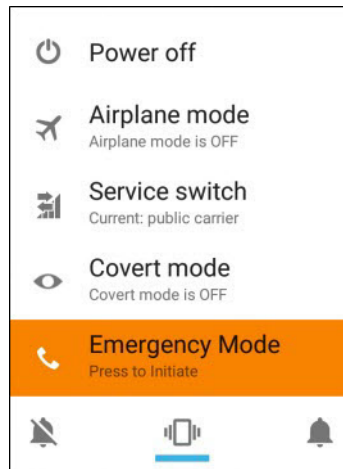 Power off
Airplane mode
Airplane mode is OFF
Service switch
Current: public carrier
Covert mode
Covert mode is OFF
Emergency Mode
Press to Initiate